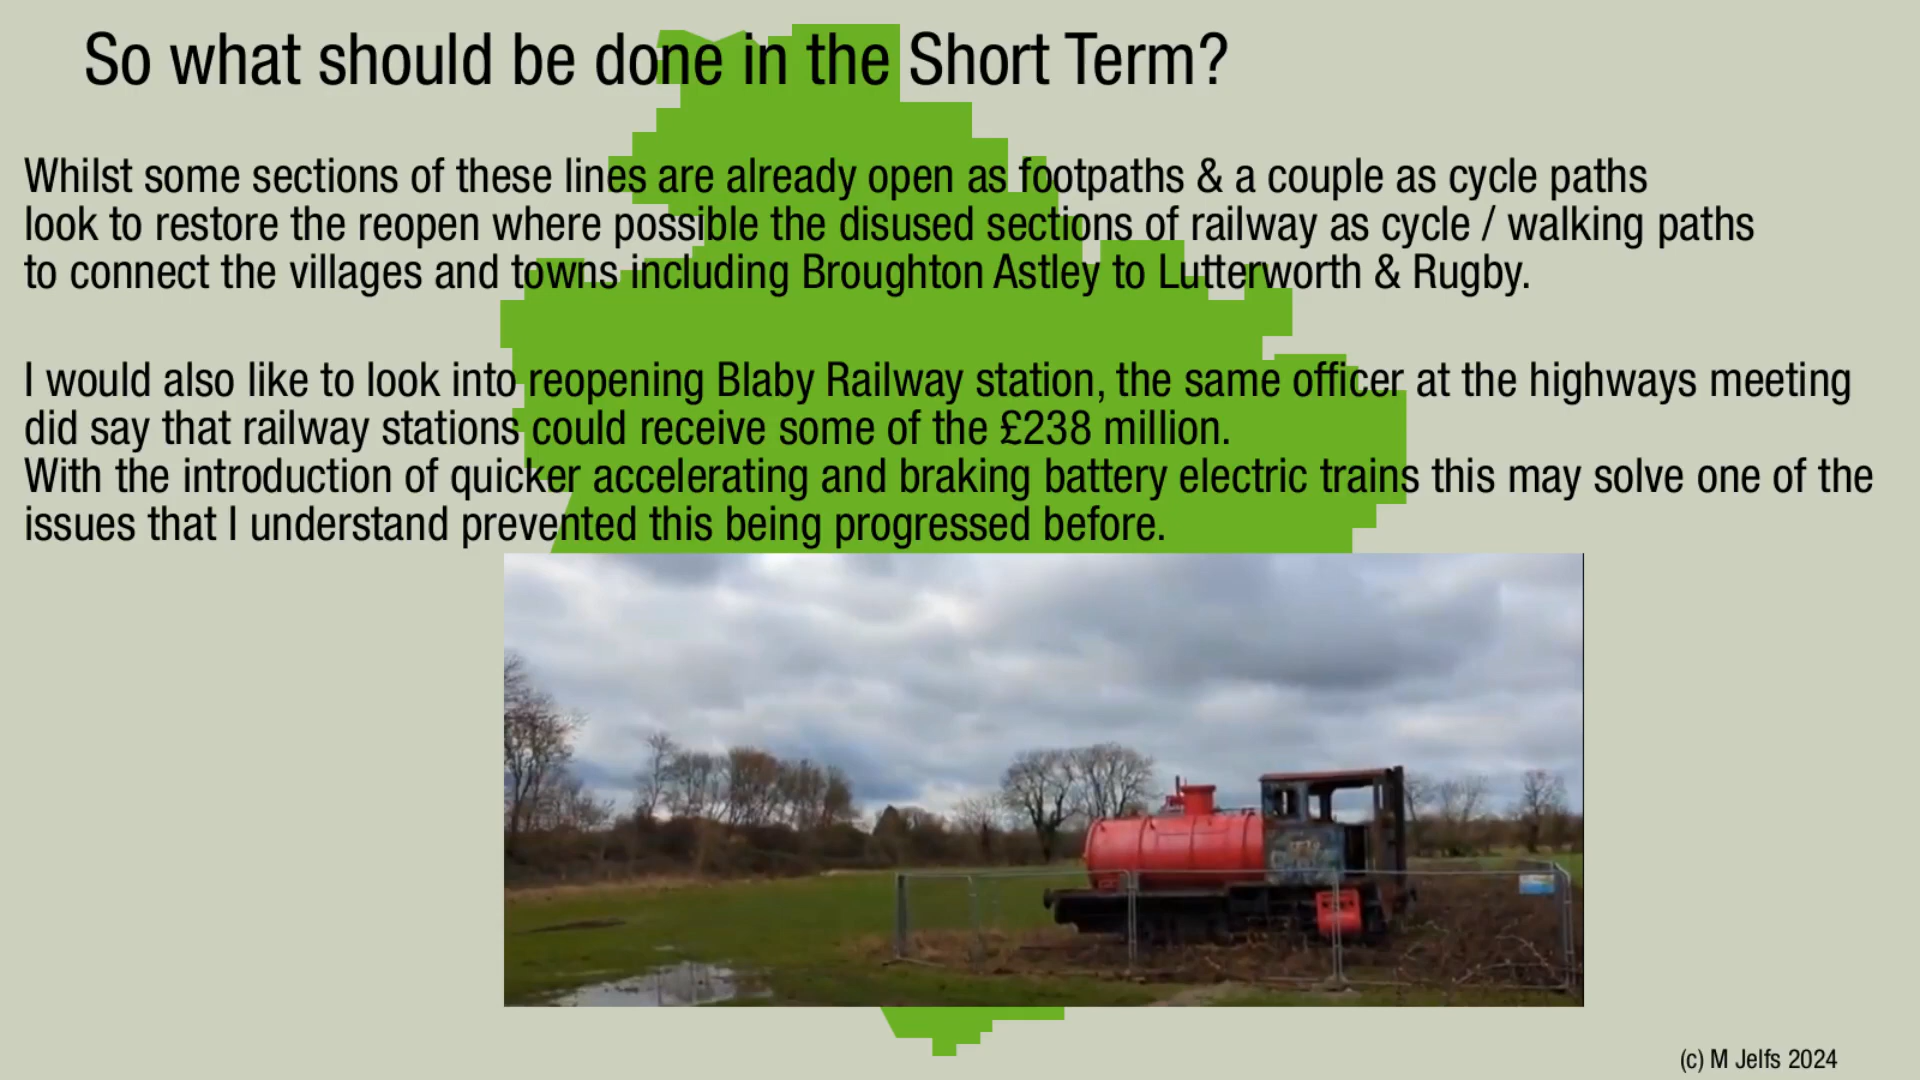 So what should be done in the Short Term?
Whilst some sections of these lines are already open as footpaths & a couple as cycle paths
look to restore the reopen where possible the disused sections of railway as cycle / walking paths
to connect the villages and towns including Broughton Astley to Lutterworth & Rugby.
I would also like to look into reopening Blaby Railway station, the same officer at the highways meeting
did say that railway stations could receive some of the £238 million.
With the introduction of quicker accelerating and braking battery electric trains this may solve one of the
issues that I understand prevented this being progressed before.
(c) M Jelfs 2024